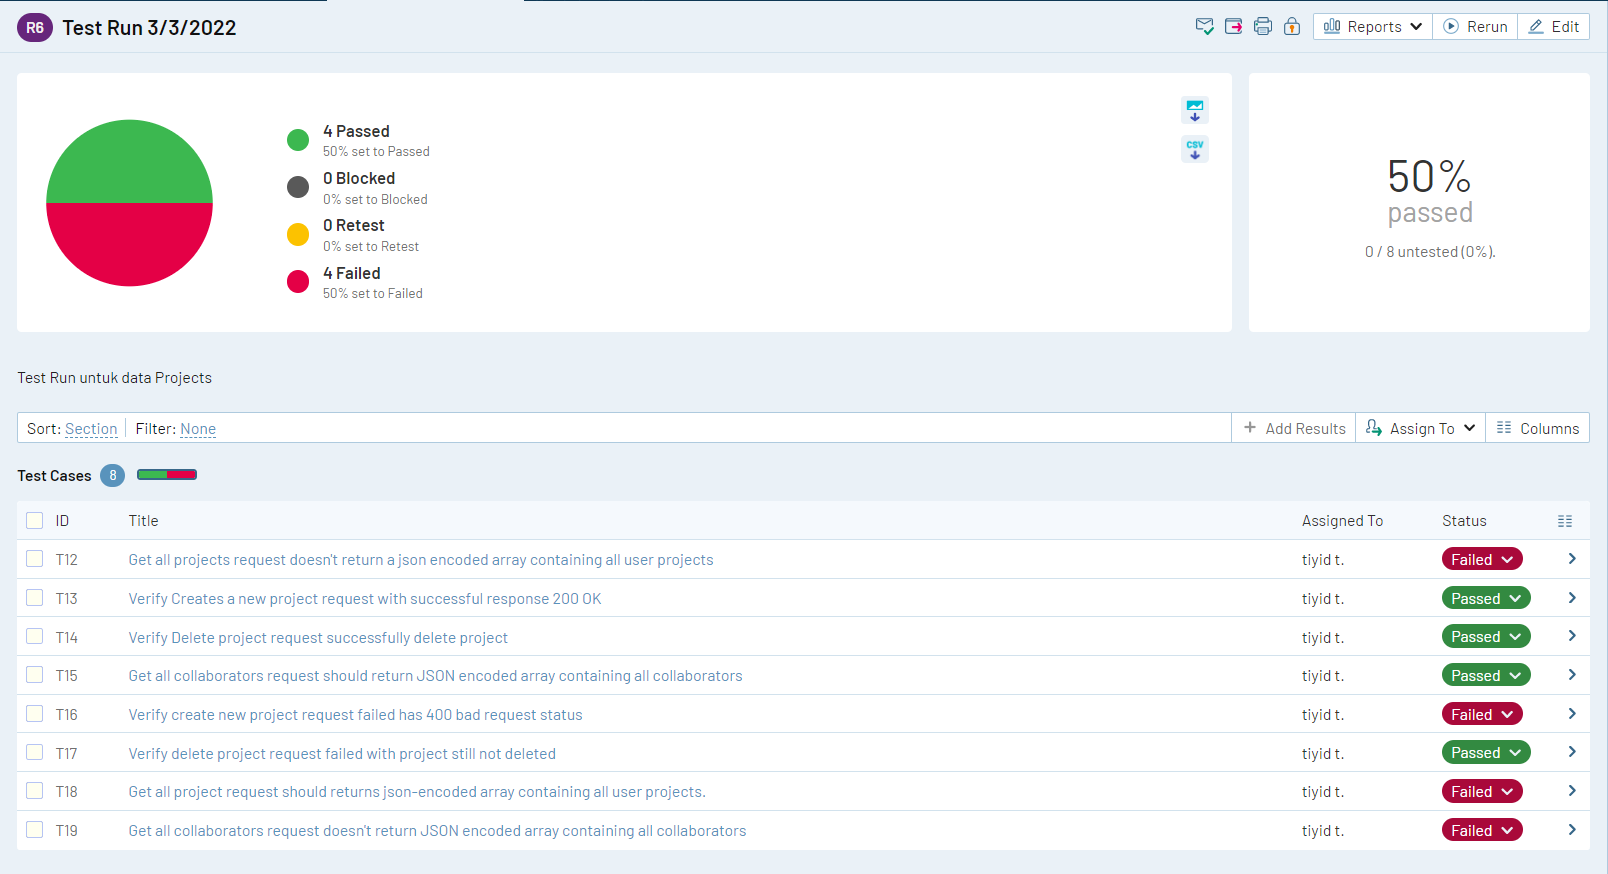 R6 Test Run 3/3/2022 Reports Rerun Edit
4 Passed
50% set to Passed
0 Blocked
0% set to Blocked
0 Retest
0% set to Retest
4 Failed
50% set to Failed
CSV
50%
passed
0 / 8 untested (0%).
Test Run untuk data Projects
Sort: Section Filter: None + Add Results Assign To Columns
Test Cases 8
ID Title Assigned To Status
T12 Get all projects request doesn't return a json encoded array containing all user projects tiyid t. Failed
T13 Verify Creates a new project request with successful response 200 OK tiyid t. Passed
T14 Verify Delete project request successfully delete project tiyid t. Passed
T15 Get all collaborators request should return JSON encoded array containing all collaborators tiyid t. Passed
T16 Verify create new project request failed has 400 bad request status tiyid t. Failed
T17 Verify delete project request failed with project still not deleted tiyid t. Passed
T18 Get all project request should returns json-encoded array containing all user projects. tiyid t. Failed
T19 Get all collaborators request doesn't return JSON encoded array containing all collaborators tiyid t. Failed